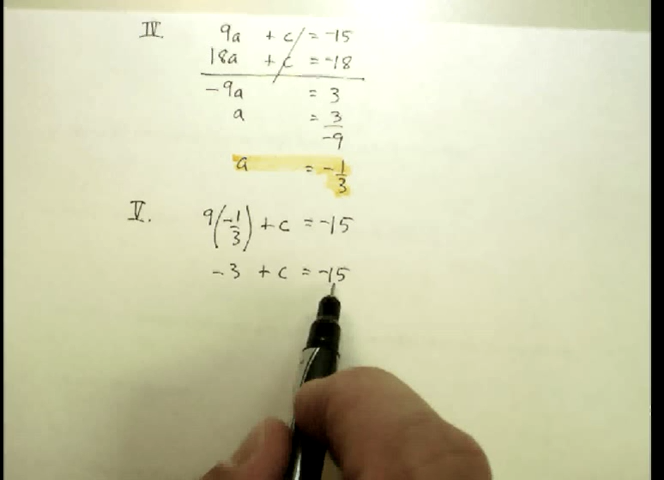 IV. 9a + c = -15
18a + c = -18
-9a = 3
a = 3/-9
a = -1/3
V. 9(-1/3) + c = -15
-3 + c = -15